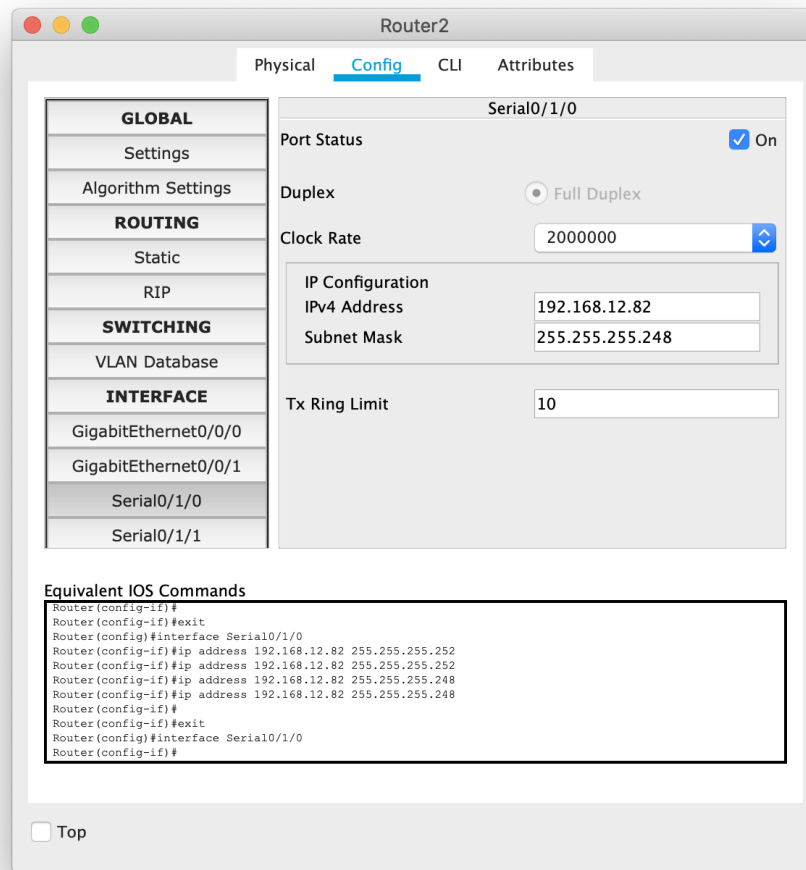 Router2
Physical Config CLI Attributes
GLOBAL
Settings
Algorithm Settings
ROUTING
Static
RIP
SWITCHING
VLAN Database
INTERFACE
GigabitEthernet0/0/0
GigabitEthernet0/0/1
Serial0/1/0
Serial0/1/1
Serial0/1/0
Port Status On
Duplex Full Duplex
Clock Rate 2000000
IP Configuration
IPv4 Address 192.168.12.82
Subnet Mask 255.255.255.248
Tx Ring Limit 10
Equivalent IOS Commands
Router(config-if)#
Router(config-if)#exit
Router(config)#interface Serial0/1/0
Router(config-if)#ip address 192.168.12.82 255.255.255.252
Router(config-if)#ip address 192.168.12.82 255.255.255.252
Router(config-if)#ip address 192.168.12.82 255.255.255.248
Router(config-if)#ip address 192.168.12.82 255.255.255.248
Router(config-if)#
Router(config-if)#exit
Router(config)#interface Serial0/1/0
Router(config-if)#
Top